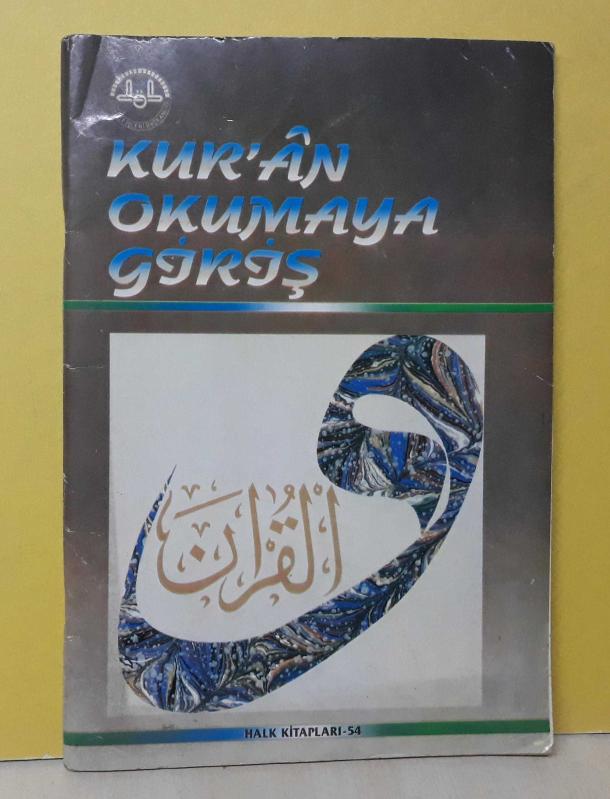 KUR'ÂN
OKUMAYA
GİRİŞ
القرآن
HALK KİTAPLARI-54